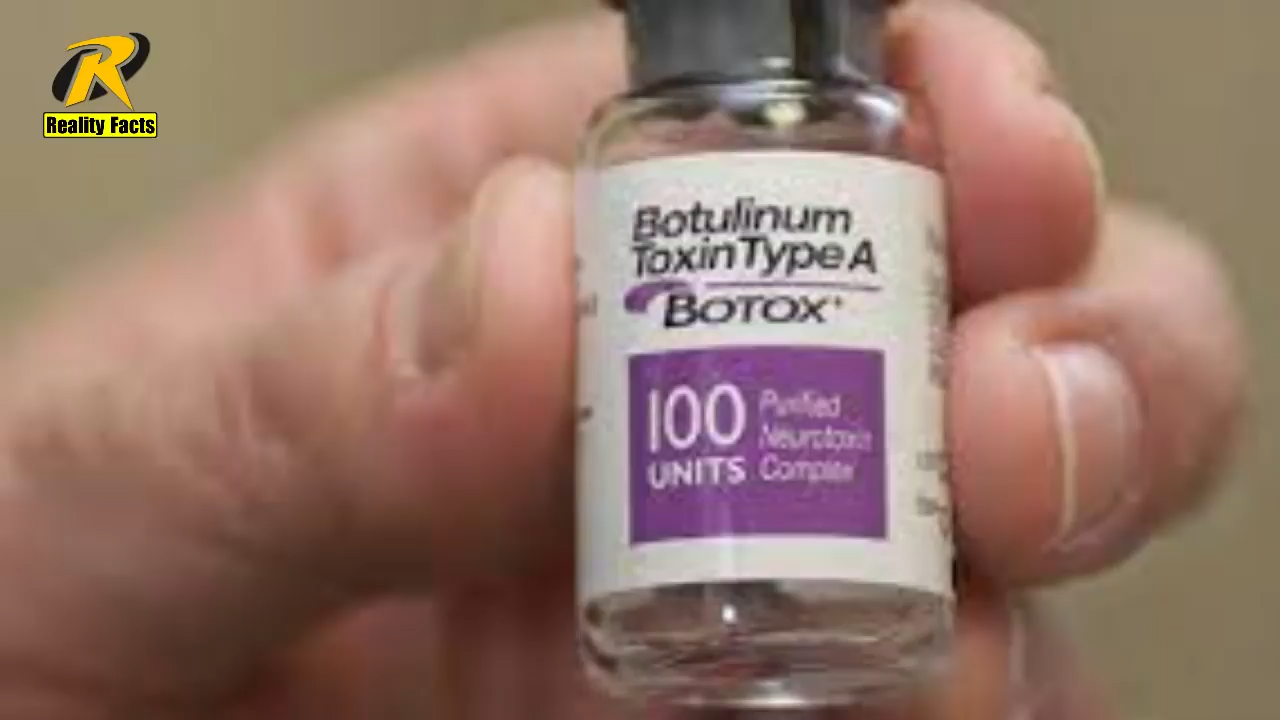 R
Reality Facts
Botulinum
Toxin Type A
BOTOX
100
UNITS
Purified
Neurotoxin
Complex